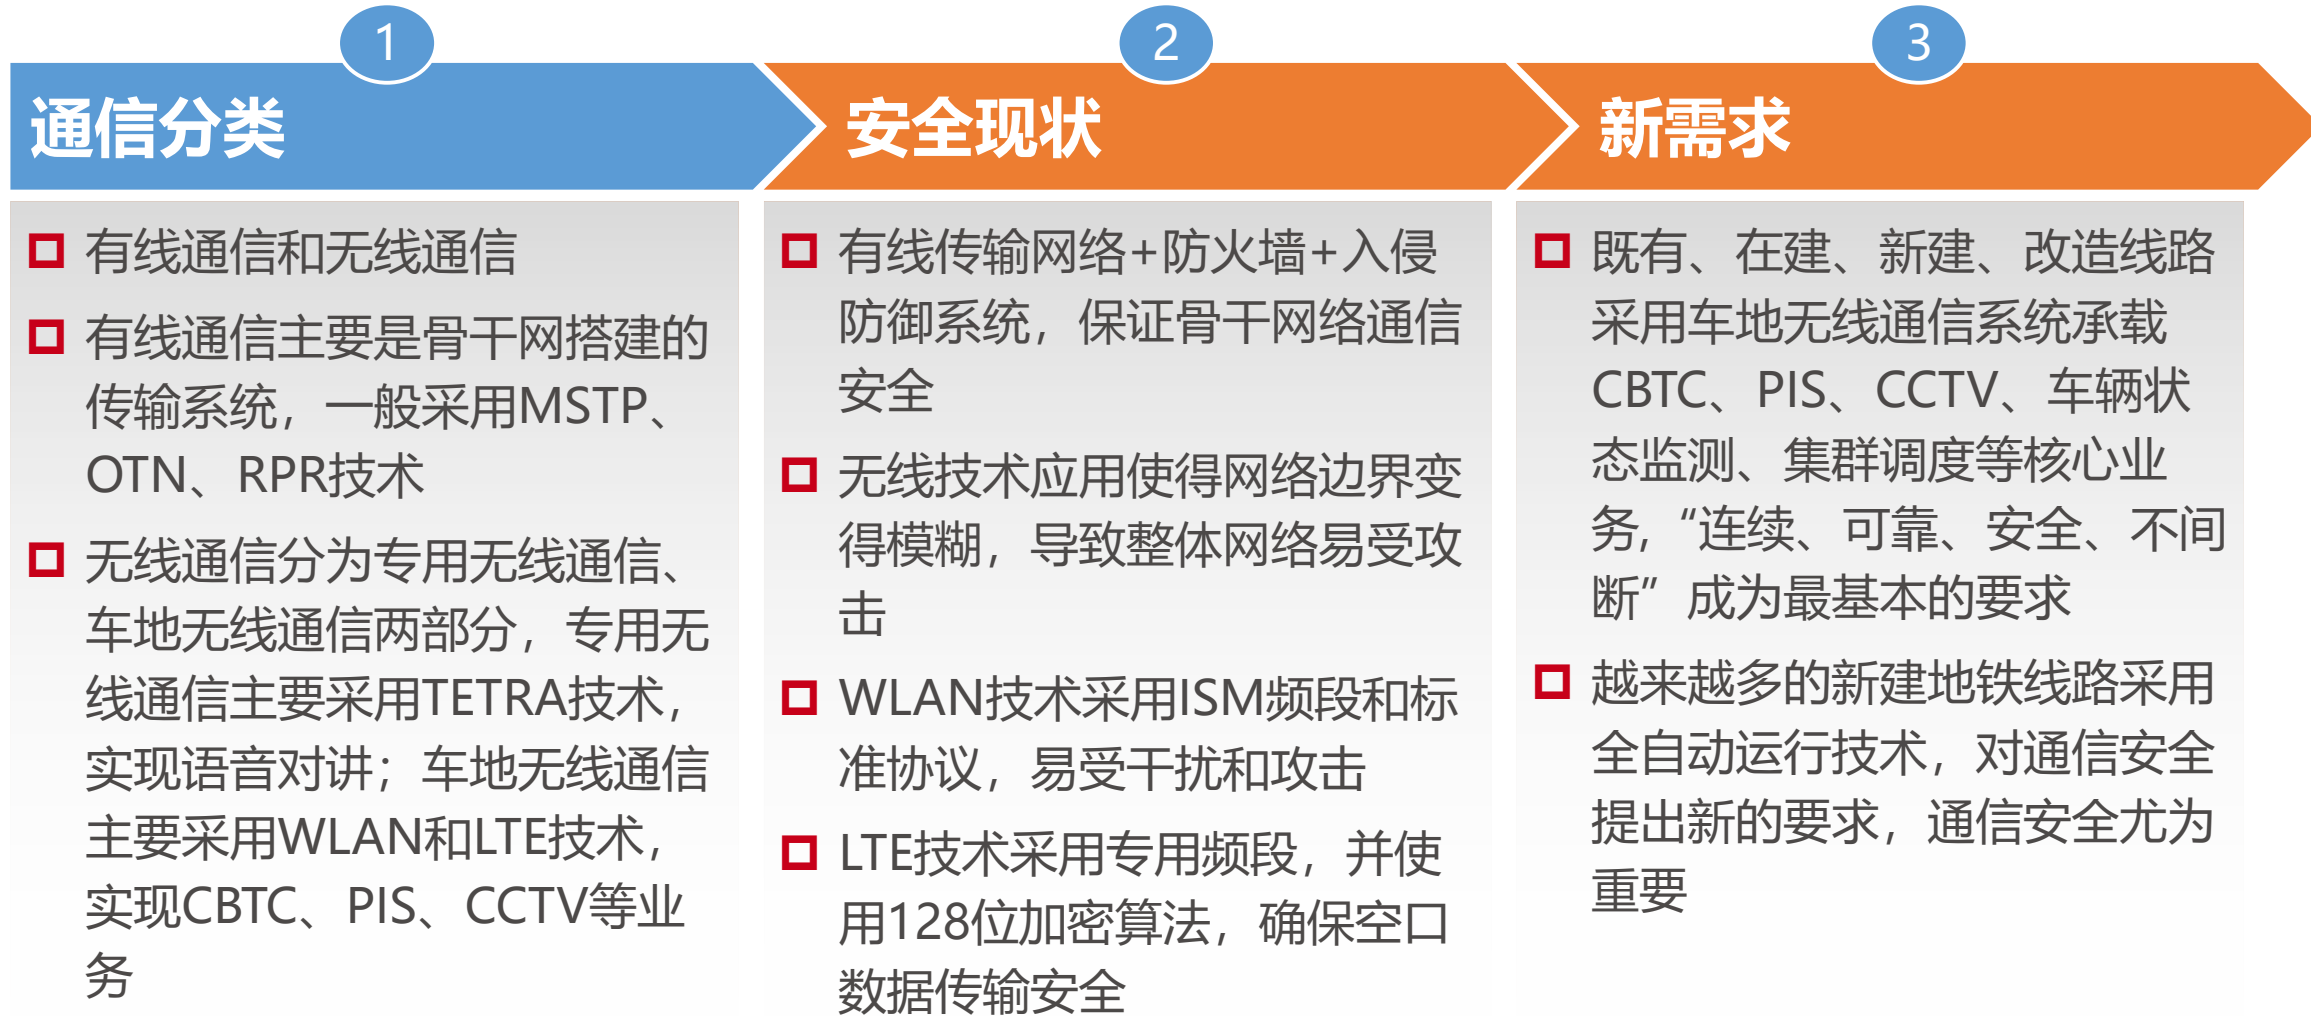 1
通信分类
有线通信和无线通信
有线通信主要是骨干网搭建的
传输系统，一般采用MSTP、
OTN、RPR技术
无线通信分为专用无线通信、
车地无线通信两部分，专用无
线通信主要采用TETRA技术，
实现语音对讲；车地无线通信
主要采用WLAN和LTE技术，
实现CBTC、PIS、CCTV等业
务
2
安全现状
有线传输网络+防火墙+入侵
防御系统，保证骨干网络通信
安全
无线技术应用使得网络边界变
得模糊，导致整体网络易受攻
击
WLAN技术采用ISM频段和标
准协议，易受干扰和攻击
LTE技术采用专用频段，并使
用128位加密算法，确保空口
数据传输安全
3
新需求
既有、在建、新建、改造线路
采用车地无线通信系统承载
CBTC、PIS、CCTV、车辆状
态监测、集群调度等核心业
务,“连续、可靠、安全、不间
断”成为最基本的要求
越来越多的新建地铁线路采用
全自动运行技术，对通信安全
提出新的要求，通信安全尤为
重要